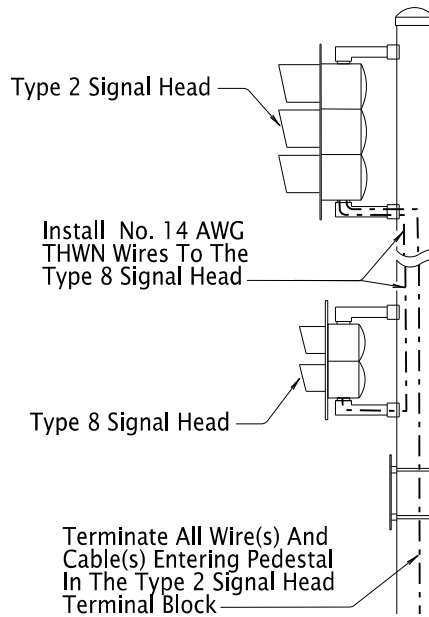 Type 2 Signal Head
Install No. 14 AWG
THWN Wires To The
Type 8 Signal Head
Type 8 Signal Head
Terminate All Wire(s) And
Cable(s) Entering Pedestal
In The Type 2 Signal Head
Terminal Block